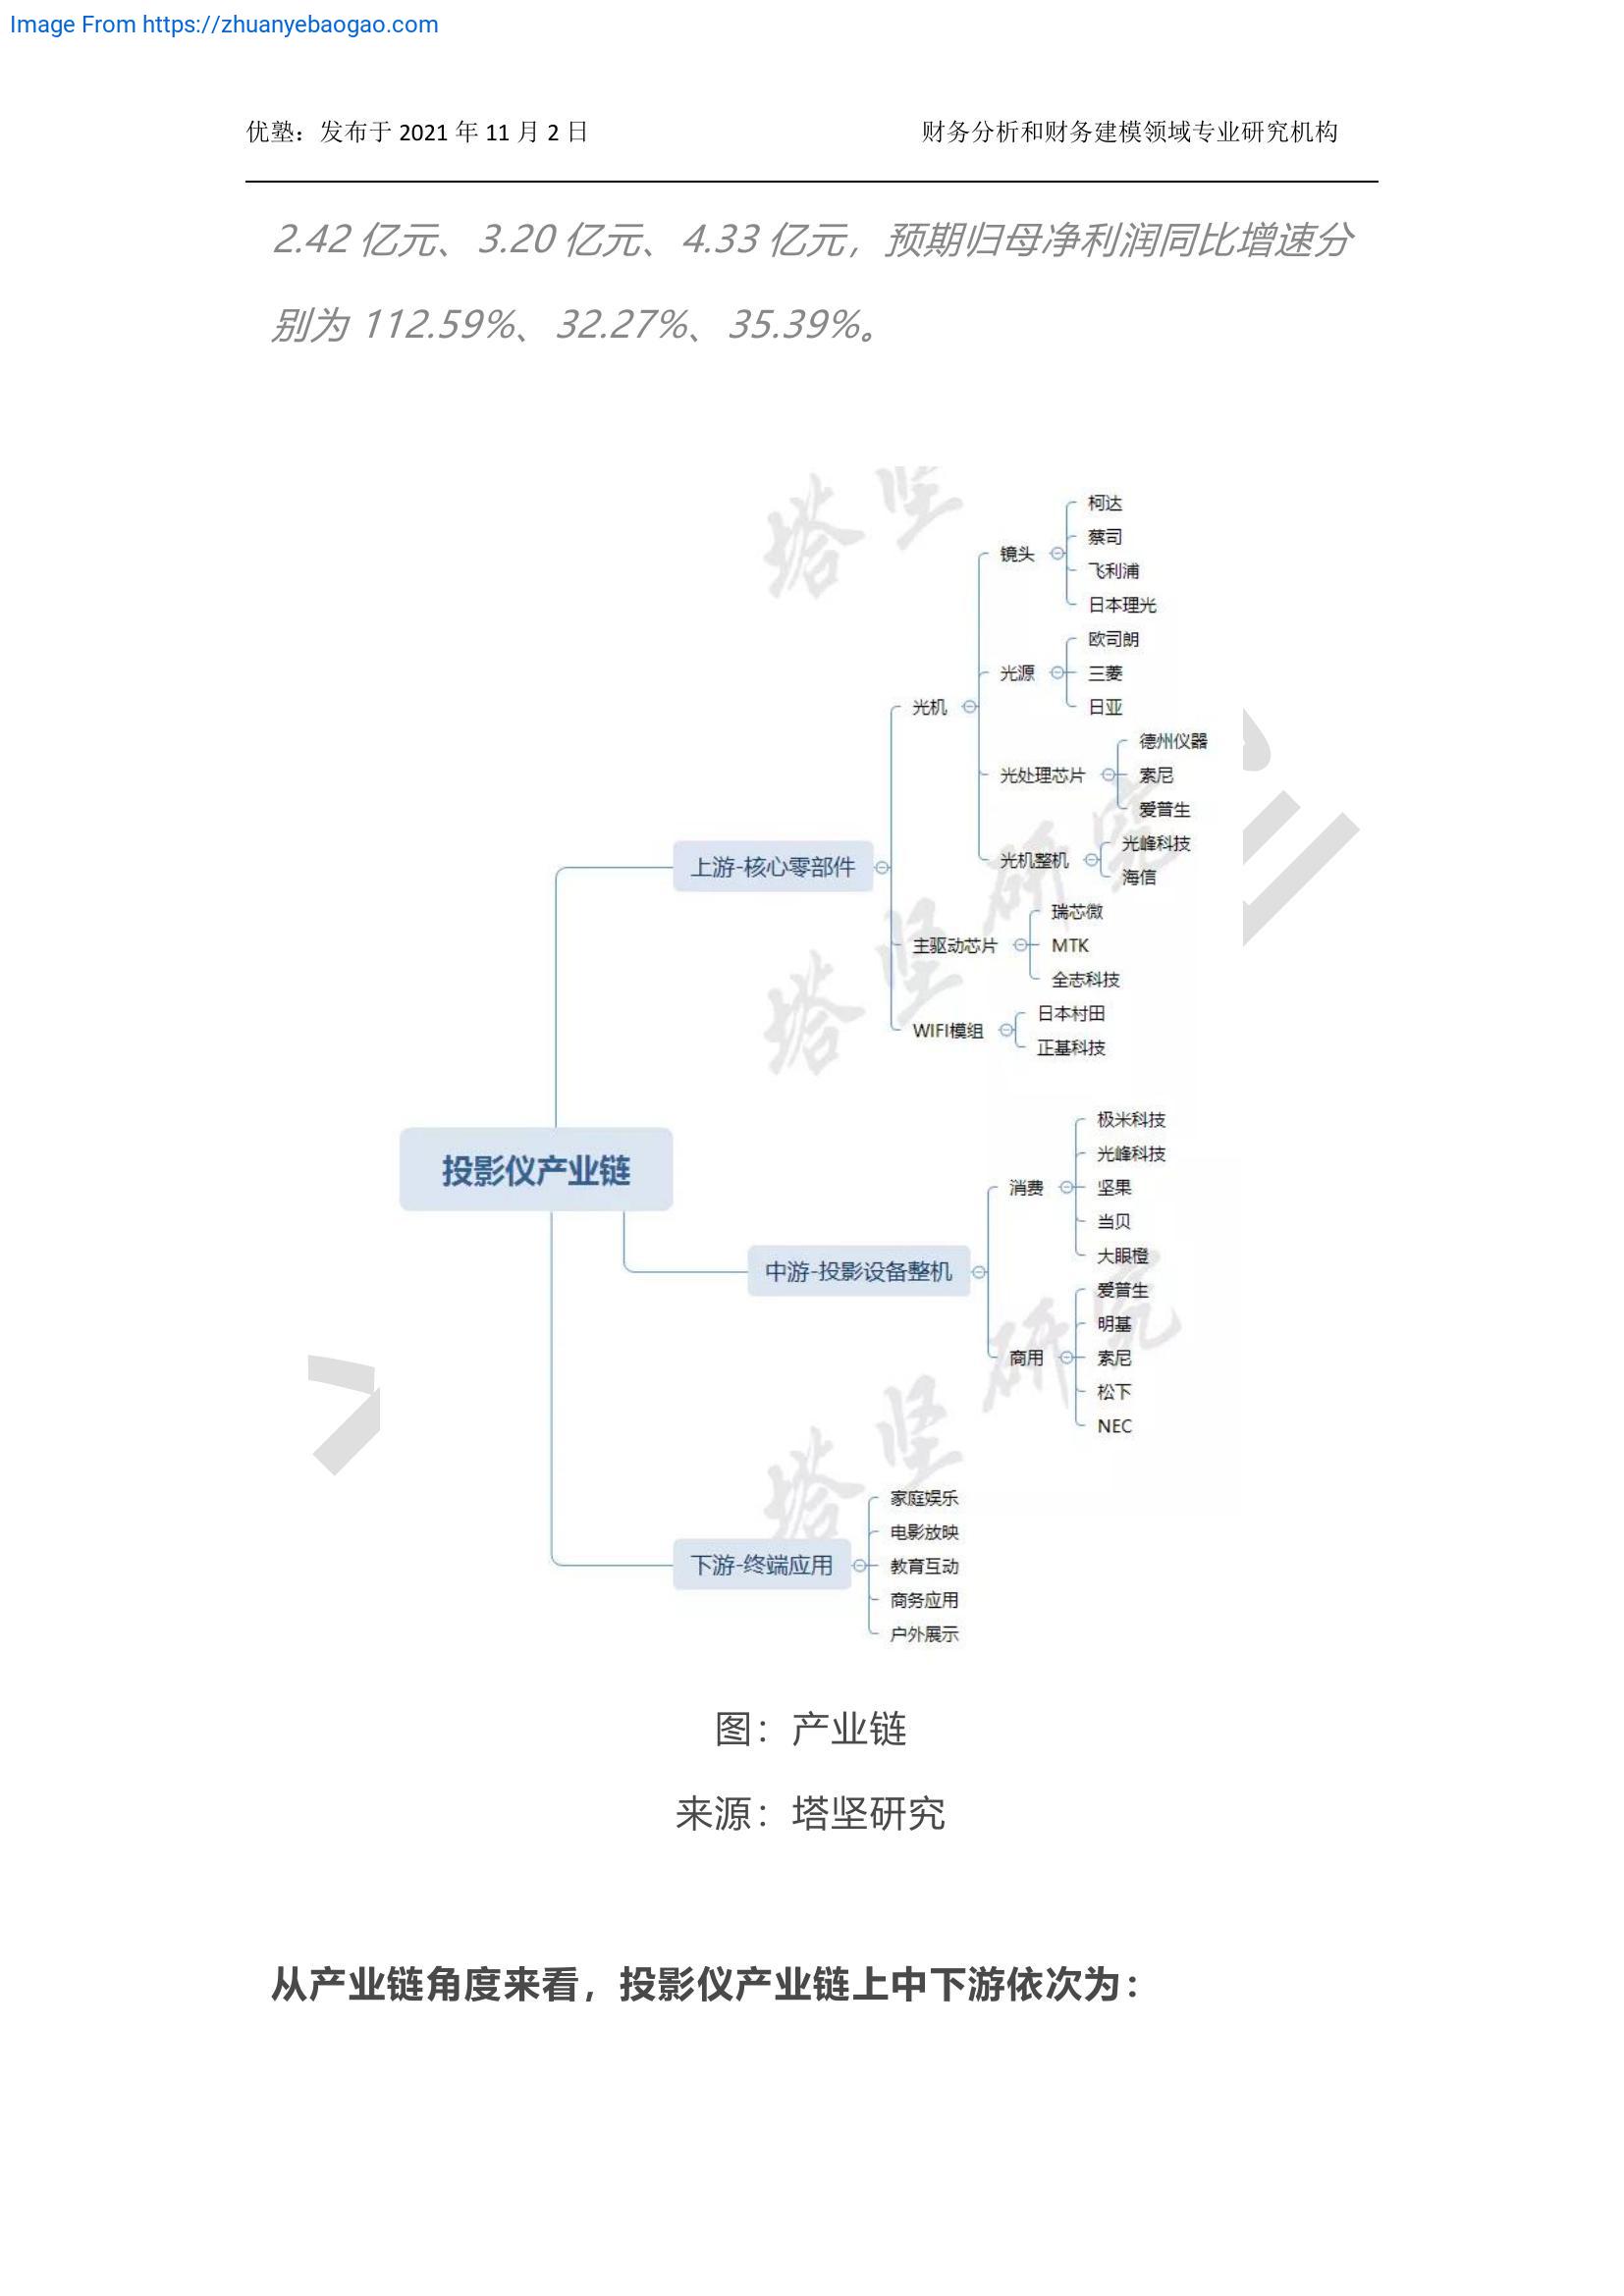 Image From https://zhuanyebaogao.com
优塾：发布于 2021 年 11 月 2 日
财务分析和财务建模领域专业研究机构
2.42 亿元、3.20 亿元、4.33 亿元，预期归母净利润同比增速分
别为 112.59%、32.27%、35.39%。
投影仪产业链
上游-核心零部件
光机
镜头
柯达
蔡司
飞利浦
日本理光
光源
欧司朗
三菱
日亚
光处理芯片
德州仪器
索尼
爱普生
光机整机
光峰科技
海信
主驱动芯片
瑞芯微
MTK
全志科技
WIFI模组
日本村田
正基科技
中游-投影设备整机
消费
极米科技
光峰科技
坚果
当贝
大眼橙
商用
爱普生
明基
索尼
松下
NEC
下游-终端应用
家庭娱乐
电影放映
教育互动
商务应用
户外展示
塔坚
塔坚研究
塔坚研究
图：产业链
来源：塔坚研究
从产业链角度来看，投影仪产业链上中下游依次为：